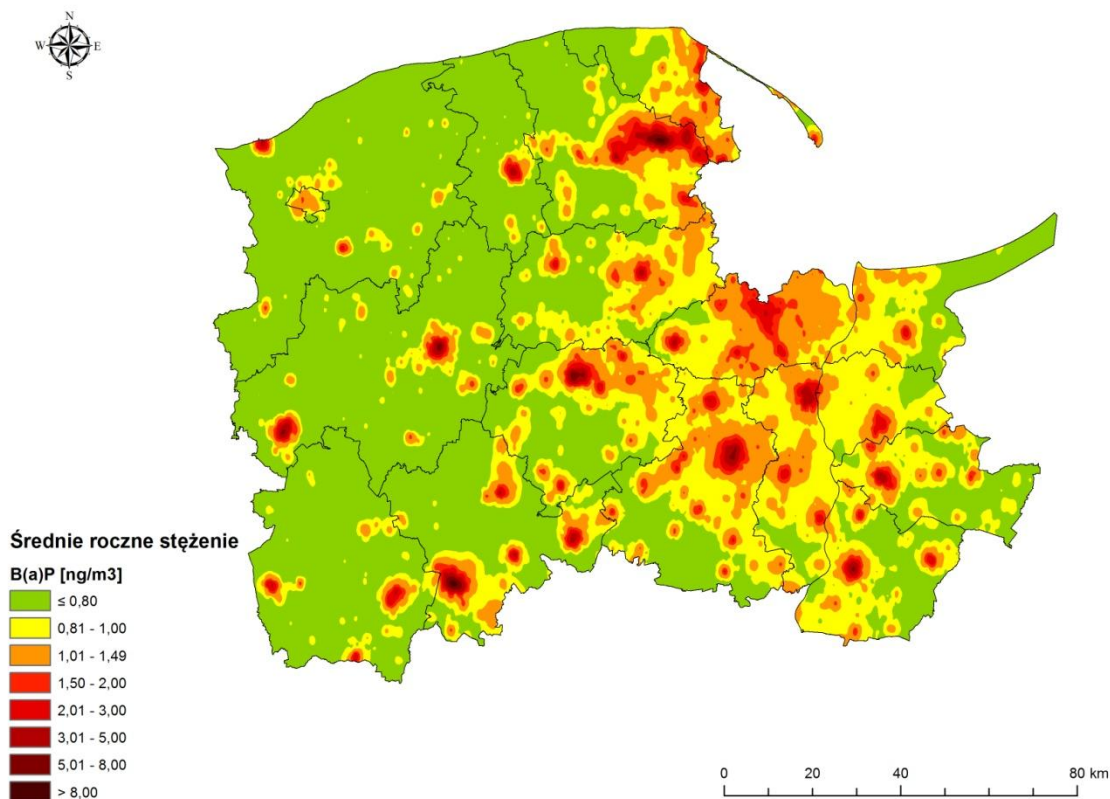 N
W E
S
Średnie roczne stężenie
B(a)P [ng/m3]
≤ 0,80
0,81 - 1,00
1,01 - 1,49
1,50 - 2,00
2,01 - 3,00
3,01 - 5,00
5,01 - 8,00
> 8,00
0 20 40 80 km